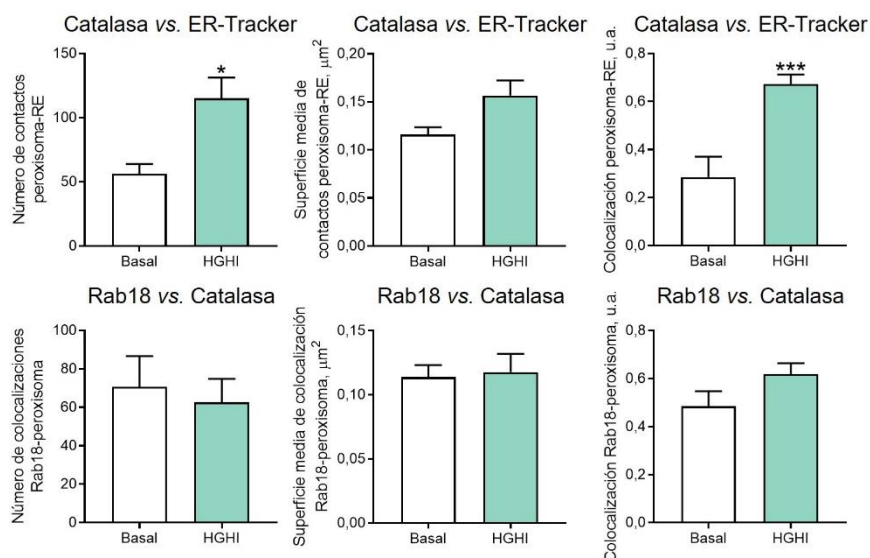 Catalasa vs. ER-Tracker
Número de contactos
peroxisoma-RE
150
100
50
0
*
Basal
HGHI
Catalasa vs. ER-Tracker
Superficie media de
contactos peroxisoma-RE, μm²
0,20
0,15
0,10
0,05
0,00
Basal
HGHI
Catalasa vs. ER-Tracker
Colocalización peroxisoma-RE, u.a.
0,8
0,6
0,4
0,2
0,0
***
Basal
HGHI
Rab18 vs. Catalasa
Número de colocalizaciones
Rab18-peroxisoma
100
80
60
40
20
0
Basal
HGHI
Rab18 vs. Catalasa
Superficie media de colocalización
Rab18-peroxisoma, μm²
0,15
0,10
0,05
0,00
Basal
HGHI
Rab18 vs. Catalasa
Colocalización Rab18-peroxisoma, u.a.
0,8
0,6
0,4
0,2
0,0
Basal
HGHI